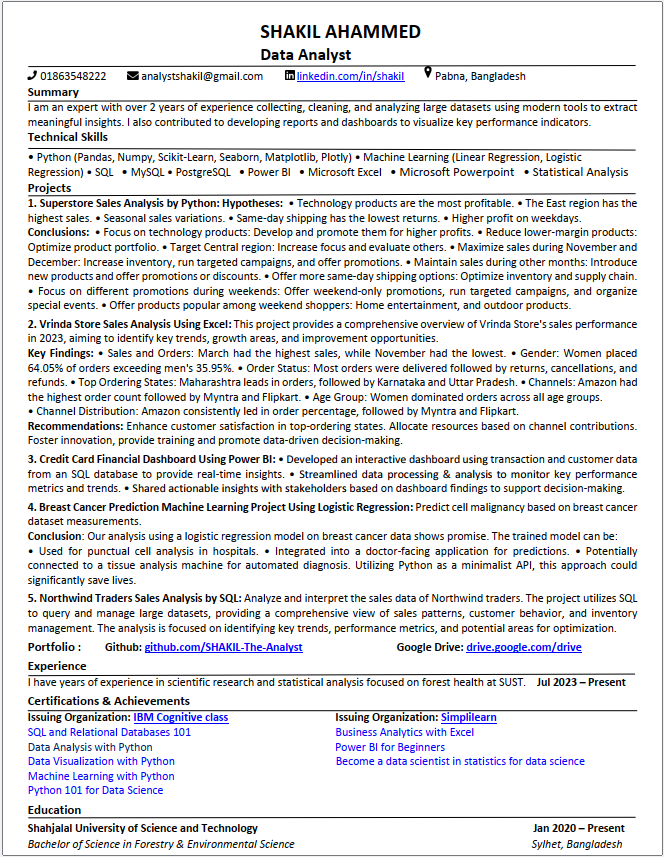 SHAKIL AHAMMED
Data Analyst
01863548222 analystshakil@gmail.com linkedin.com/in/shakil Pabna, Bangladesh
Summary
I am an expert with over 2 years of experience collecting, cleaning, and analyzing large datasets using modern tools to extract
meaningful insights. I also contributed to developing reports and dashboards to visualize key performance indicators.
Technical Skills
• Python (Pandas, Numpy, Scikit-Learn, Seaborn, Matplotlib, Plotly) • Machine Learning (Linear Regression, Logistic
Regression) • SQL • MySQL • PostgreSQL • Power BI • Microsoft Excel • Microsoft Powerpoint • Statistical Analysis
Projects
1. Superstore Sales Analysis by Python: Hypotheses: • Technology products are the most profitable. • The East region has the
highest sales. • Seasonal sales variations. • Same-day shipping has the lowest returns. • Higher profit on weekdays.
Conclusions: • Focus on technology products: Develop and promote them for higher profits. • Reduce lower-margin products:
Optimize product portfolio. • Target Central region: Increase focus and evaluate others. • Maximize sales during November and
December: Increase inventory, run targeted campaigns, and offer promotions. • Maintain sales during other months: Introduce
new products and offer promotions or discounts. • Offer more same-day shipping options: Optimize inventory and supply chain.
• Focus on different promotions during weekends: Offer weekend-only promotions, run targeted campaigns, and organize
special events. • Offer products popular among weekend shoppers: Home entertainment, and outdoor products.
2. Vrinda Store Sales Analysis Using Excel: This project provides a comprehensive overview of Vrinda Store's sales performance
in 2023, aiming to identify key trends, growth areas, and improvement opportunities.
Key Findings: • Sales and Orders: March had the highest sales, while November had the lowest. • Gender: Women placed
64.05% of orders exceeding men's 35.95%. • Order Status: Most orders were delivered followed by returns, cancellations, and
refunds. • Top Ordering States: Maharashtra leads in orders, followed by Karnataka and Uttar Pradesh. • Channels: Amazon had
the highest order count followed by Myntra and Flipkart. • Age Group: Women dominated orders across all age groups.
• Channel Distribution: Amazon consistently led in order percentage, followed by Myntra and Flipkart.
Recommendations: Enhance customer satisfaction in top-ordering states. Allocate resources based on channel contributions.
Foster innovation, provide training and promote data-driven decision-making.
3. Credit Card Financial Dashboard Using Power BI: • Developed an interactive dashboard using transaction and customer data
from an SQL database to provide real-time insights. • Streamlined data processing & analysis to monitor key performance
metrics and trends. • Shared actionable insights with stakeholders based on dashboard findings to support decision-making.
4. Breast Cancer Prediction Machine Learning Project Using Logistic Regression: Predict cell malignancy based on breast cancer
dataset measurements.
Conclusion: Our analysis using a logistic regression model on breast cancer data shows promise. The trained model can be:
• Used for punctual cell analysis in hospitals. • Integrated into a doctor-facing application for predictions. • Potentially
connected to a tissue analysis machine for automated diagnosis. Utilizing Python as a minimalist API, this approach could
significantly save lives.
5. Northwind Traders Sales Analysis by SQL: Analyze and interpret the sales data of Northwind traders. The project utilizes SQL
to query and manage large datasets, providing a comprehensive view of sales patterns, customer behavior, and inventory
management. The analysis is focused on identifying key trends, performance metrics, and potential areas for optimization.
Portfolio : Github: github.com/SHAKIL-The-Analyst Google Drive: drive.google.com/drive
Experience
I have years of experience in scientific research and statistical analysis focused on forest health at SUST. Jul 2023 – Present
Certifications & Achievements
Issuing Organization: IBM Cognitive class
SQL and Relational Databases 101
Data Analysis with Python
Data Visualization with Python
Machine Learning with Python
Python 101 for Data Science
Issuing Organization: Simplilearn
Business Analytics with Excel
Power BI for Beginners
Become a data scientist in statistics for data science
Education
Shahjalal University of Science and Technology Jan 2020 – Present
Bachelor of Science in Forestry & Environmental Science Sylhet, Bangladesh